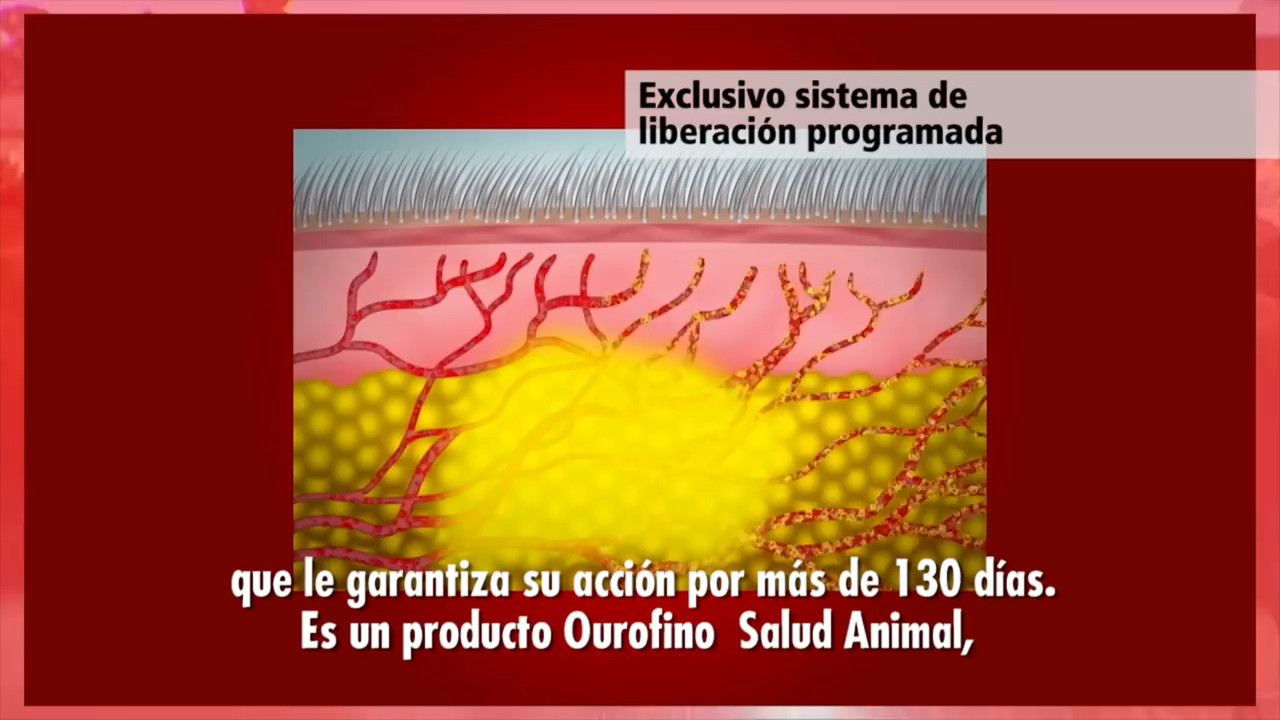 Exclusivo sistema de
liberación programada
que le garantiza su acción por más de 130 días.
Es un producto Ourofino Salud Animal,